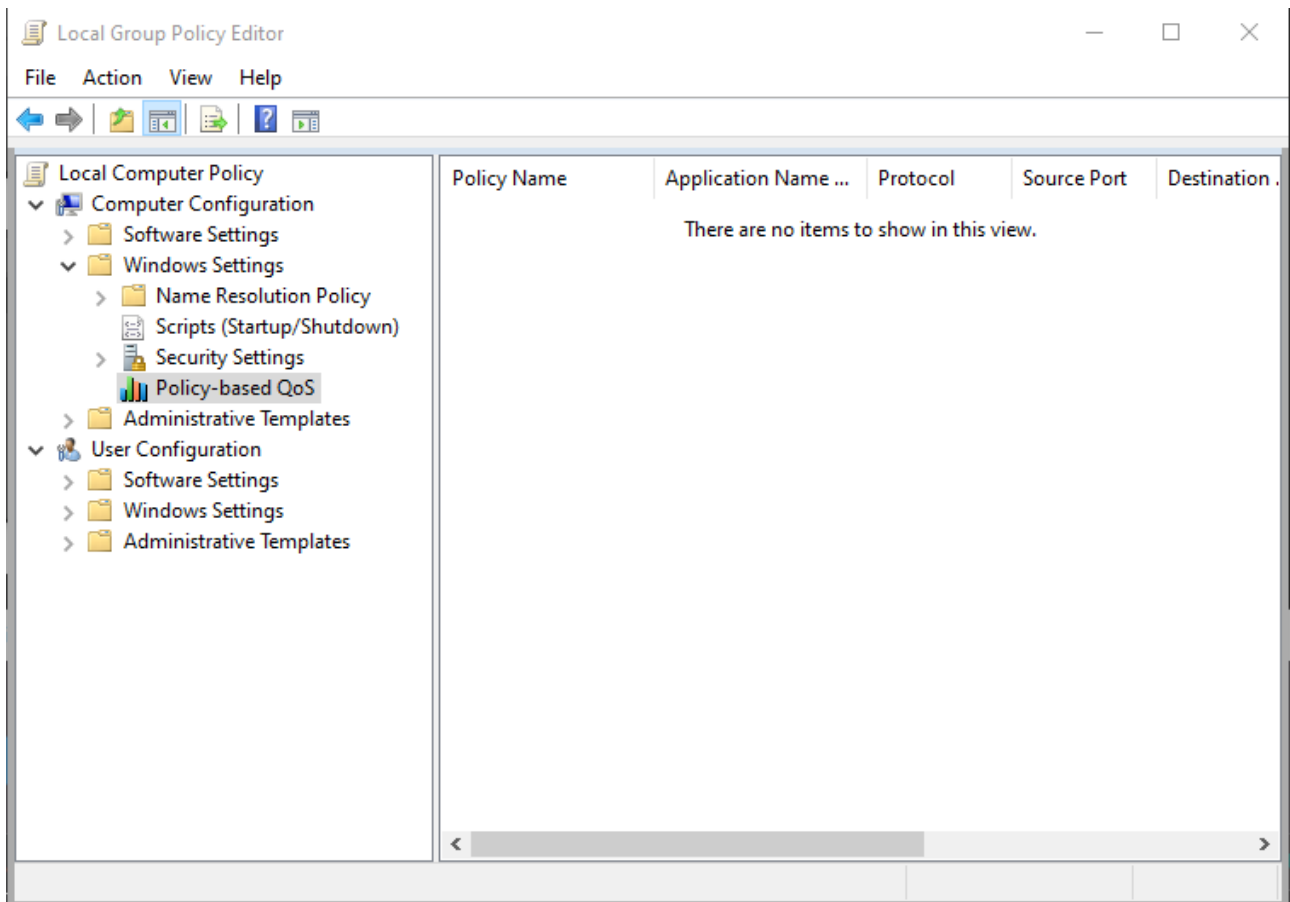 Local Group Policy Editor
File Action View Help
Local Computer Policy
Computer Configuration
Software Settings
Windows Settings
Name Resolution Policy
Scripts (Startup/Shutdown)
Security Settings
Policy-based QoS
Administrative Templates
User Configuration
Software Settings
Windows Settings
Administrative Templates
Policy Name Application Name ... Protocol Source Port Destination .
There are no items to show in this view.